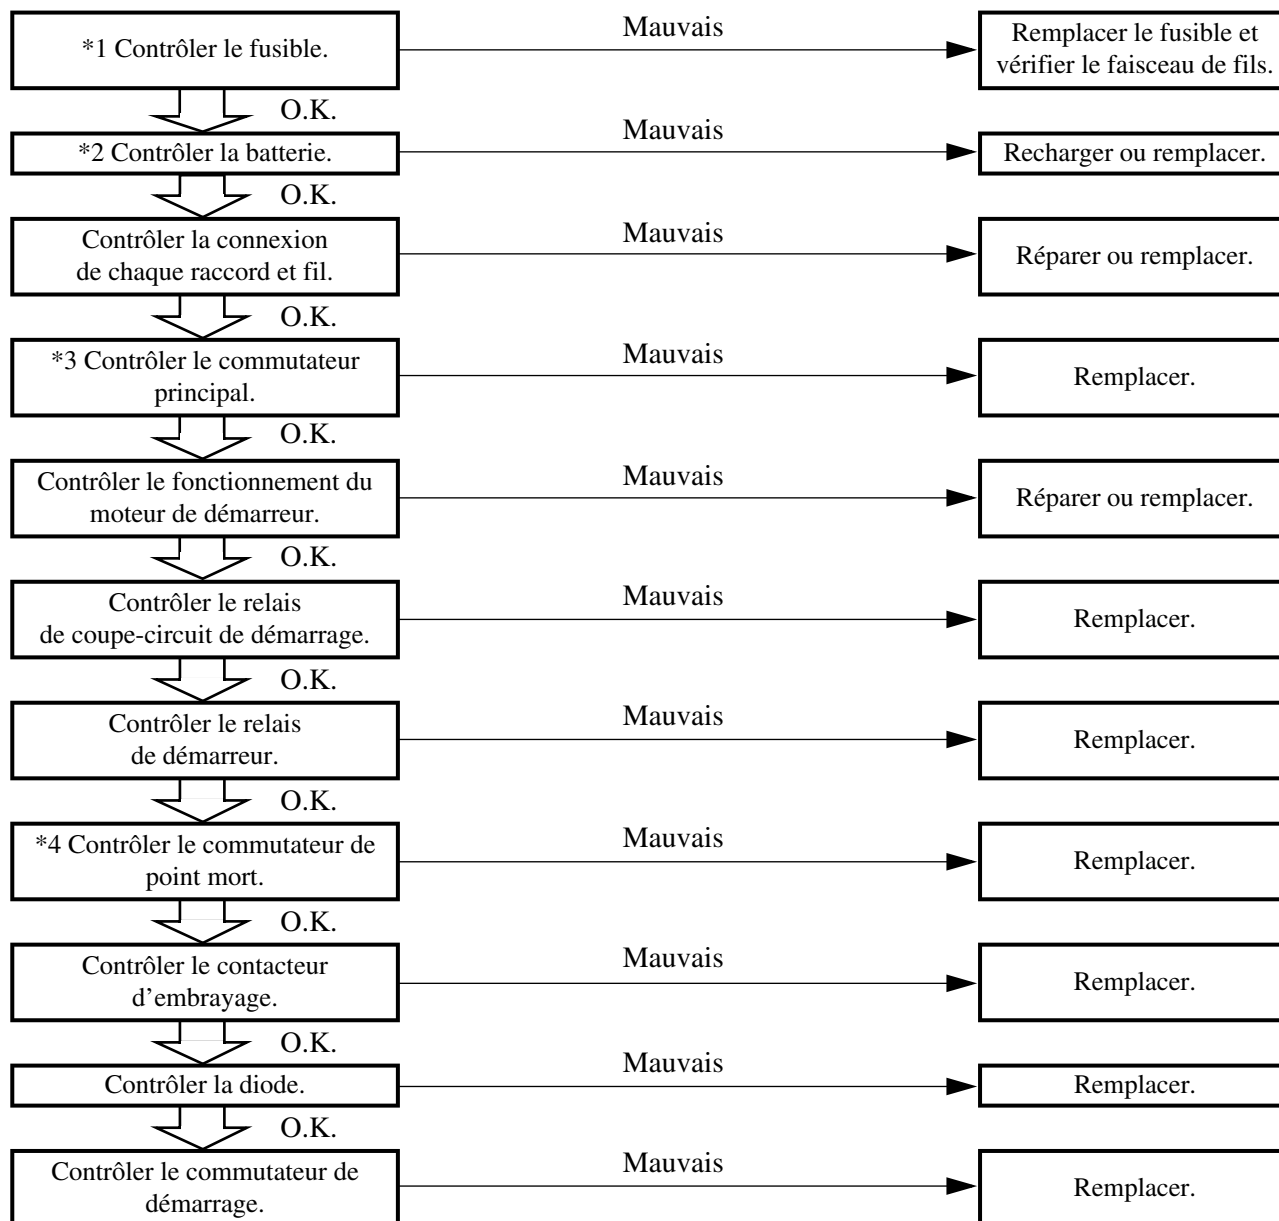 *1 Contrôler le fusible.
Mauvais
Remplacer le fusible et
vérifier le faisceau de fils.
O.K.
*2 Contrôler la batterie.
Mauvais
Recharger ou remplacer.
O.K.
Contrôler la connexion
de chaque raccord et fil.
Mauvais
Réparer ou remplacer.
O.K.
*3 Contrôler le commutateur
principal.
Mauvais
Remplacer.
O.K.
Contrôler le fonctionnement du
moteur de démarreur.
Mauvais
Réparer ou remplacer.
O.K.
Contrôler le relais
de coupe-circuit de démarrage.
Mauvais
Remplacer.
O.K.
Contrôler le relais
de démarreur.
Mauvais
Remplacer.
O.K.
*4 Contrôler le commutateur de
point mort.
Mauvais
Remplacer.
O.K.
Contrôler le contacteur
d’embrayage.
Mauvais
Remplacer.
O.K.
Contrôler la diode.
Mauvais
Remplacer.
O.K.
Contrôler le commutateur de
démarrage.
Mauvais
Remplacer.